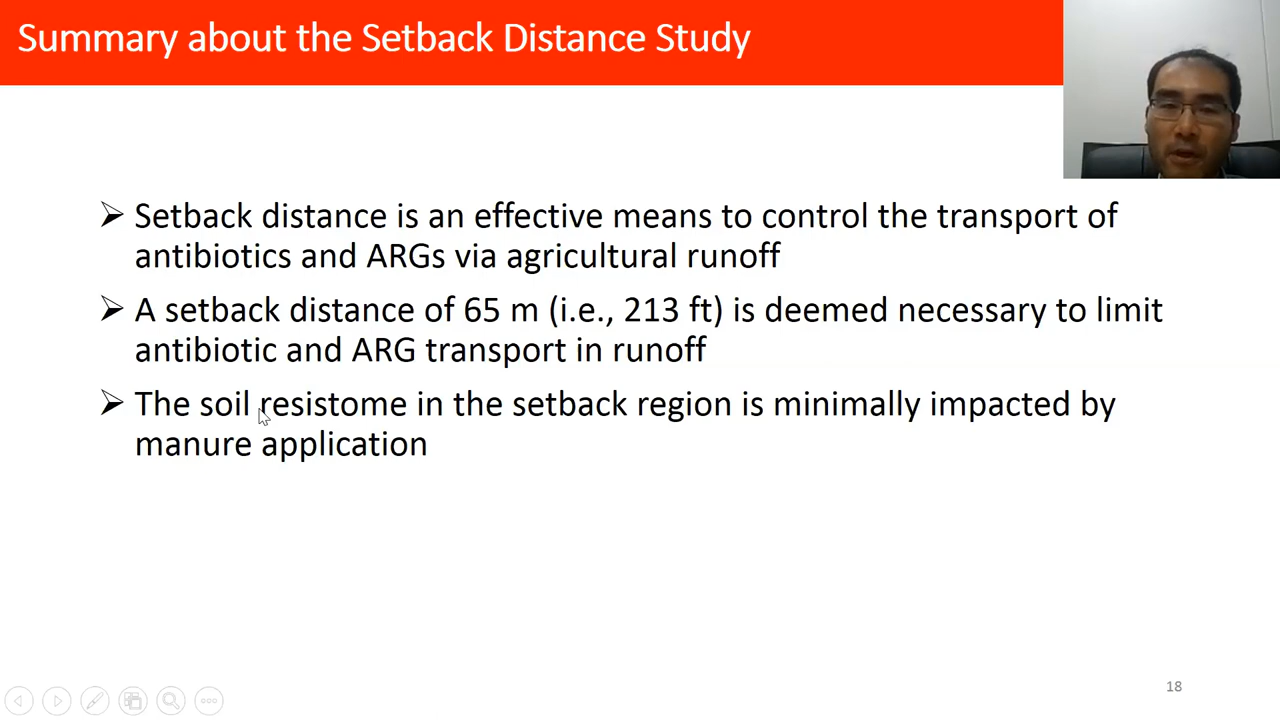 Summary about the Setback Distance Study
➢ Setback distance is an effective means to control the transport of
antibiotics and ARGs via agricultural runoff
➢ A setback distance of 65 m (i.e., 213 ft) is deemed necessary to limit
antibiotic and ARG transport in runoff
➢ The soil resistome in the setback region is minimally impacted by
manure application
18